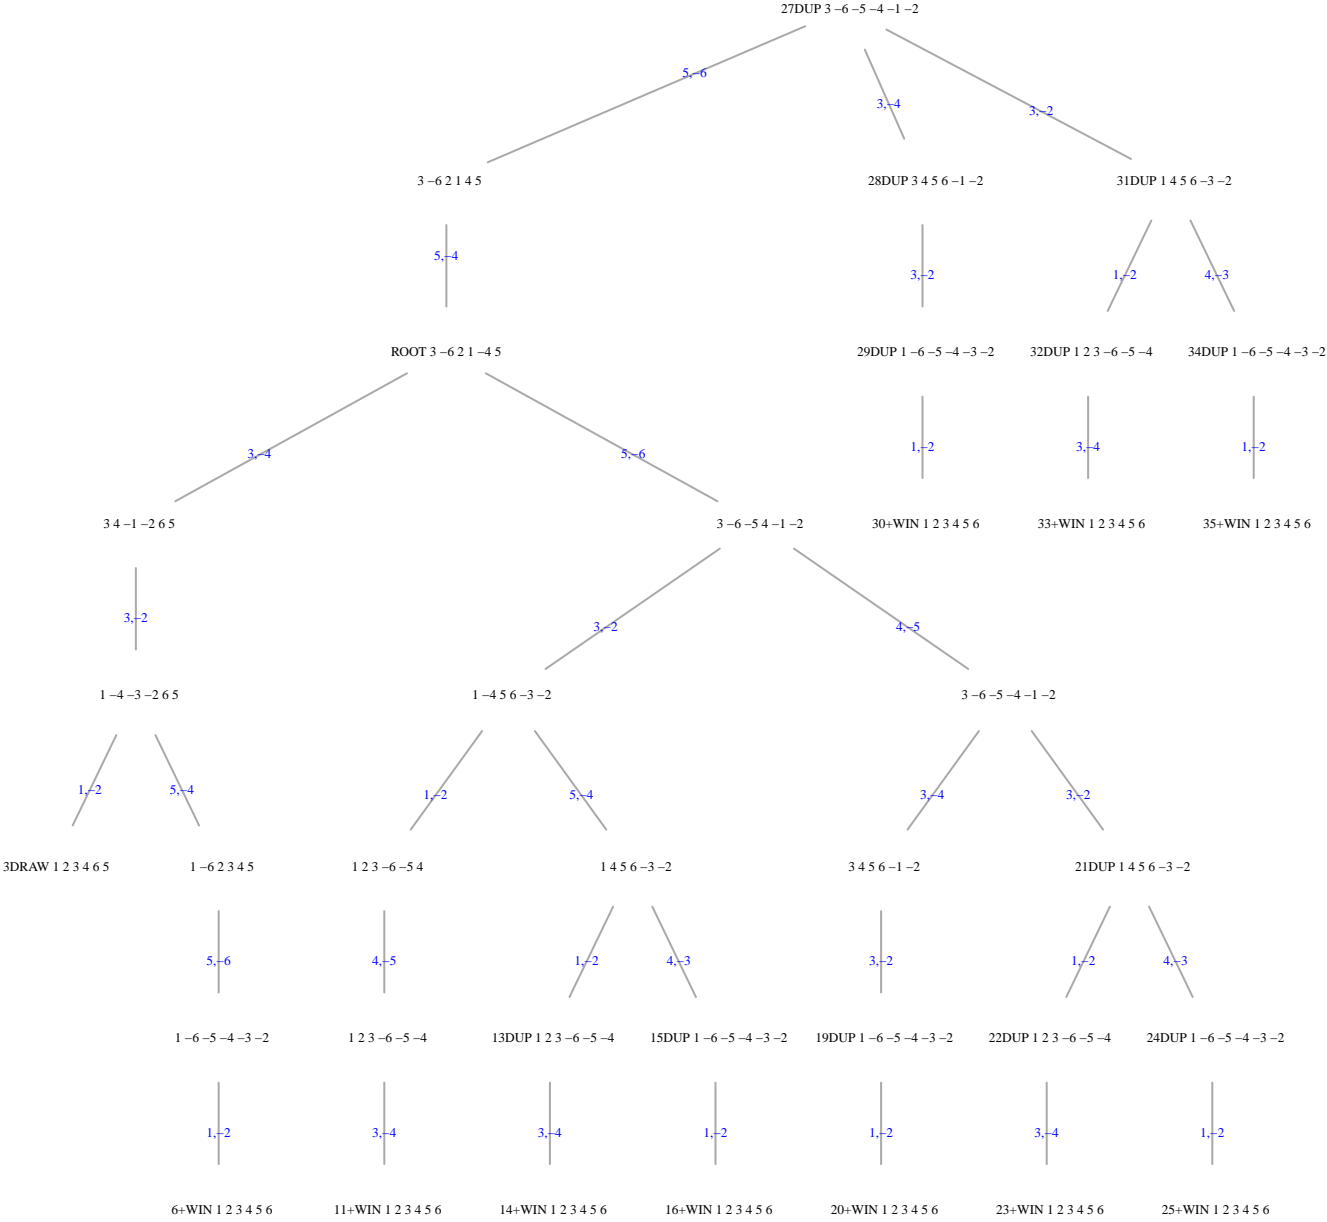 27DUP 3 –6 –5 –4 –1 –2
5,–6
3,–4
3,–2
3 –6 2 1 4 5
28DUP 3 4 5 6 –1 –2
31DUP 1 4 5 6 –3 –2
5,–4
3,–2
1,–2
4,–3
ROOT 3 –6 2 1 –4 5
29DUP 1 –6 –5 –4 –3 –2
32DUP 1 2 3 –6 –5 –4
34DUP 1 –6 –5 –4 –3 –2
3,–4
5,–6
1,–2
3,–4
1,–2
3 4 –1 –2 6 5
3 –6 –5 4 –1 –2
30+WIN 1 2 3 4 5 6
33+WIN 1 2 3 4 5 6
35+WIN 1 2 3 4 5 6
3,–2
3,–2
4,–5
1 –4 –3 –2 6 5
1 –4 5 6 –3 –2
3 –6 –5 –4 –1 –2
1,–2
5,–4
1,–2
5,–4
3,–4
3,–2
3DRAW 1 2 3 4 6 5
1 –6 2 3 4 5
1 2 3 –6 –5 4
1 4 5 6 –3 –2
3 4 5 6 –1 –2
21DUP 1 4 5 6 –3 –2
5,–6
4,–5
1,–2
4,–3
3,–2
1,–2
4,–3
1 –6 –5 –4 –3 –2
1 2 3 –6 –5 –4
13DUP 1 2 3 –6 –5 –4
15DUP 1 –6 –5 –4 –3 –2
19DUP 1 –6 –5 –4 –3 –2
22DUP 1 2 3 –6 –5 –4
24DUP 1 –6 –5 –4 –3 –2
1,–2
3,–4
3,–4
1,–2
1,–2
3,–4
1,–2
6+WIN 1 2 3 4 5 6
11+WIN 1 2 3 4 5 6
14+WIN 1 2 3 4 5 6
16+WIN 1 2 3 4 5 6
20+WIN 1 2 3 4 5 6
23+WIN 1 2 3 4 5 6
25+WIN 1 2 3 4 5 6